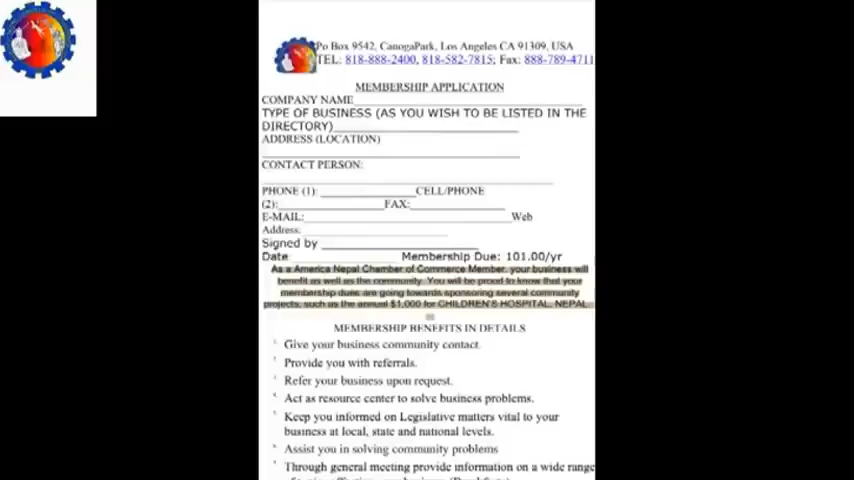 Po Box 9542, CanogaPark, Los Angeles CA 91309, USA
TEL: 818-888-2400, 818-582-7815; Fax: 888-789-4711
MEMBERSHIP APPLICATION
COMPANY NAME
TYPE OF BUSINESS (AS YOU WISH TO BE LISTED IN THE
DIRECTORY)
ADDRESS (LOCATION)
CONTACT PERSON:
PHONE (1): CELL/PHONE
(2): FAX:
E-MAIL: Web
Address:
Signed by
Date Membership Due: 101.00/yr
As a America Nepal Chamber of Commerce Member, your business will
benefit as well as the community. You will be proud to know that your
membership dues are going towards sponsoring several community
projects, such as the annual $1,000 for CHILDREN'S HOSPITAL, NEPAL
MEMBERSHIP BENEFITS IN DETAILS
Give your business community contact.
Provide you with referrals.
Refer your business upon request.
Act as resource center to solve business problems.
Keep you informed on Legislative matters vital to your
business at local, state and national levels.
Assist you in solving community problems
Through general meeting provide information on a wide range